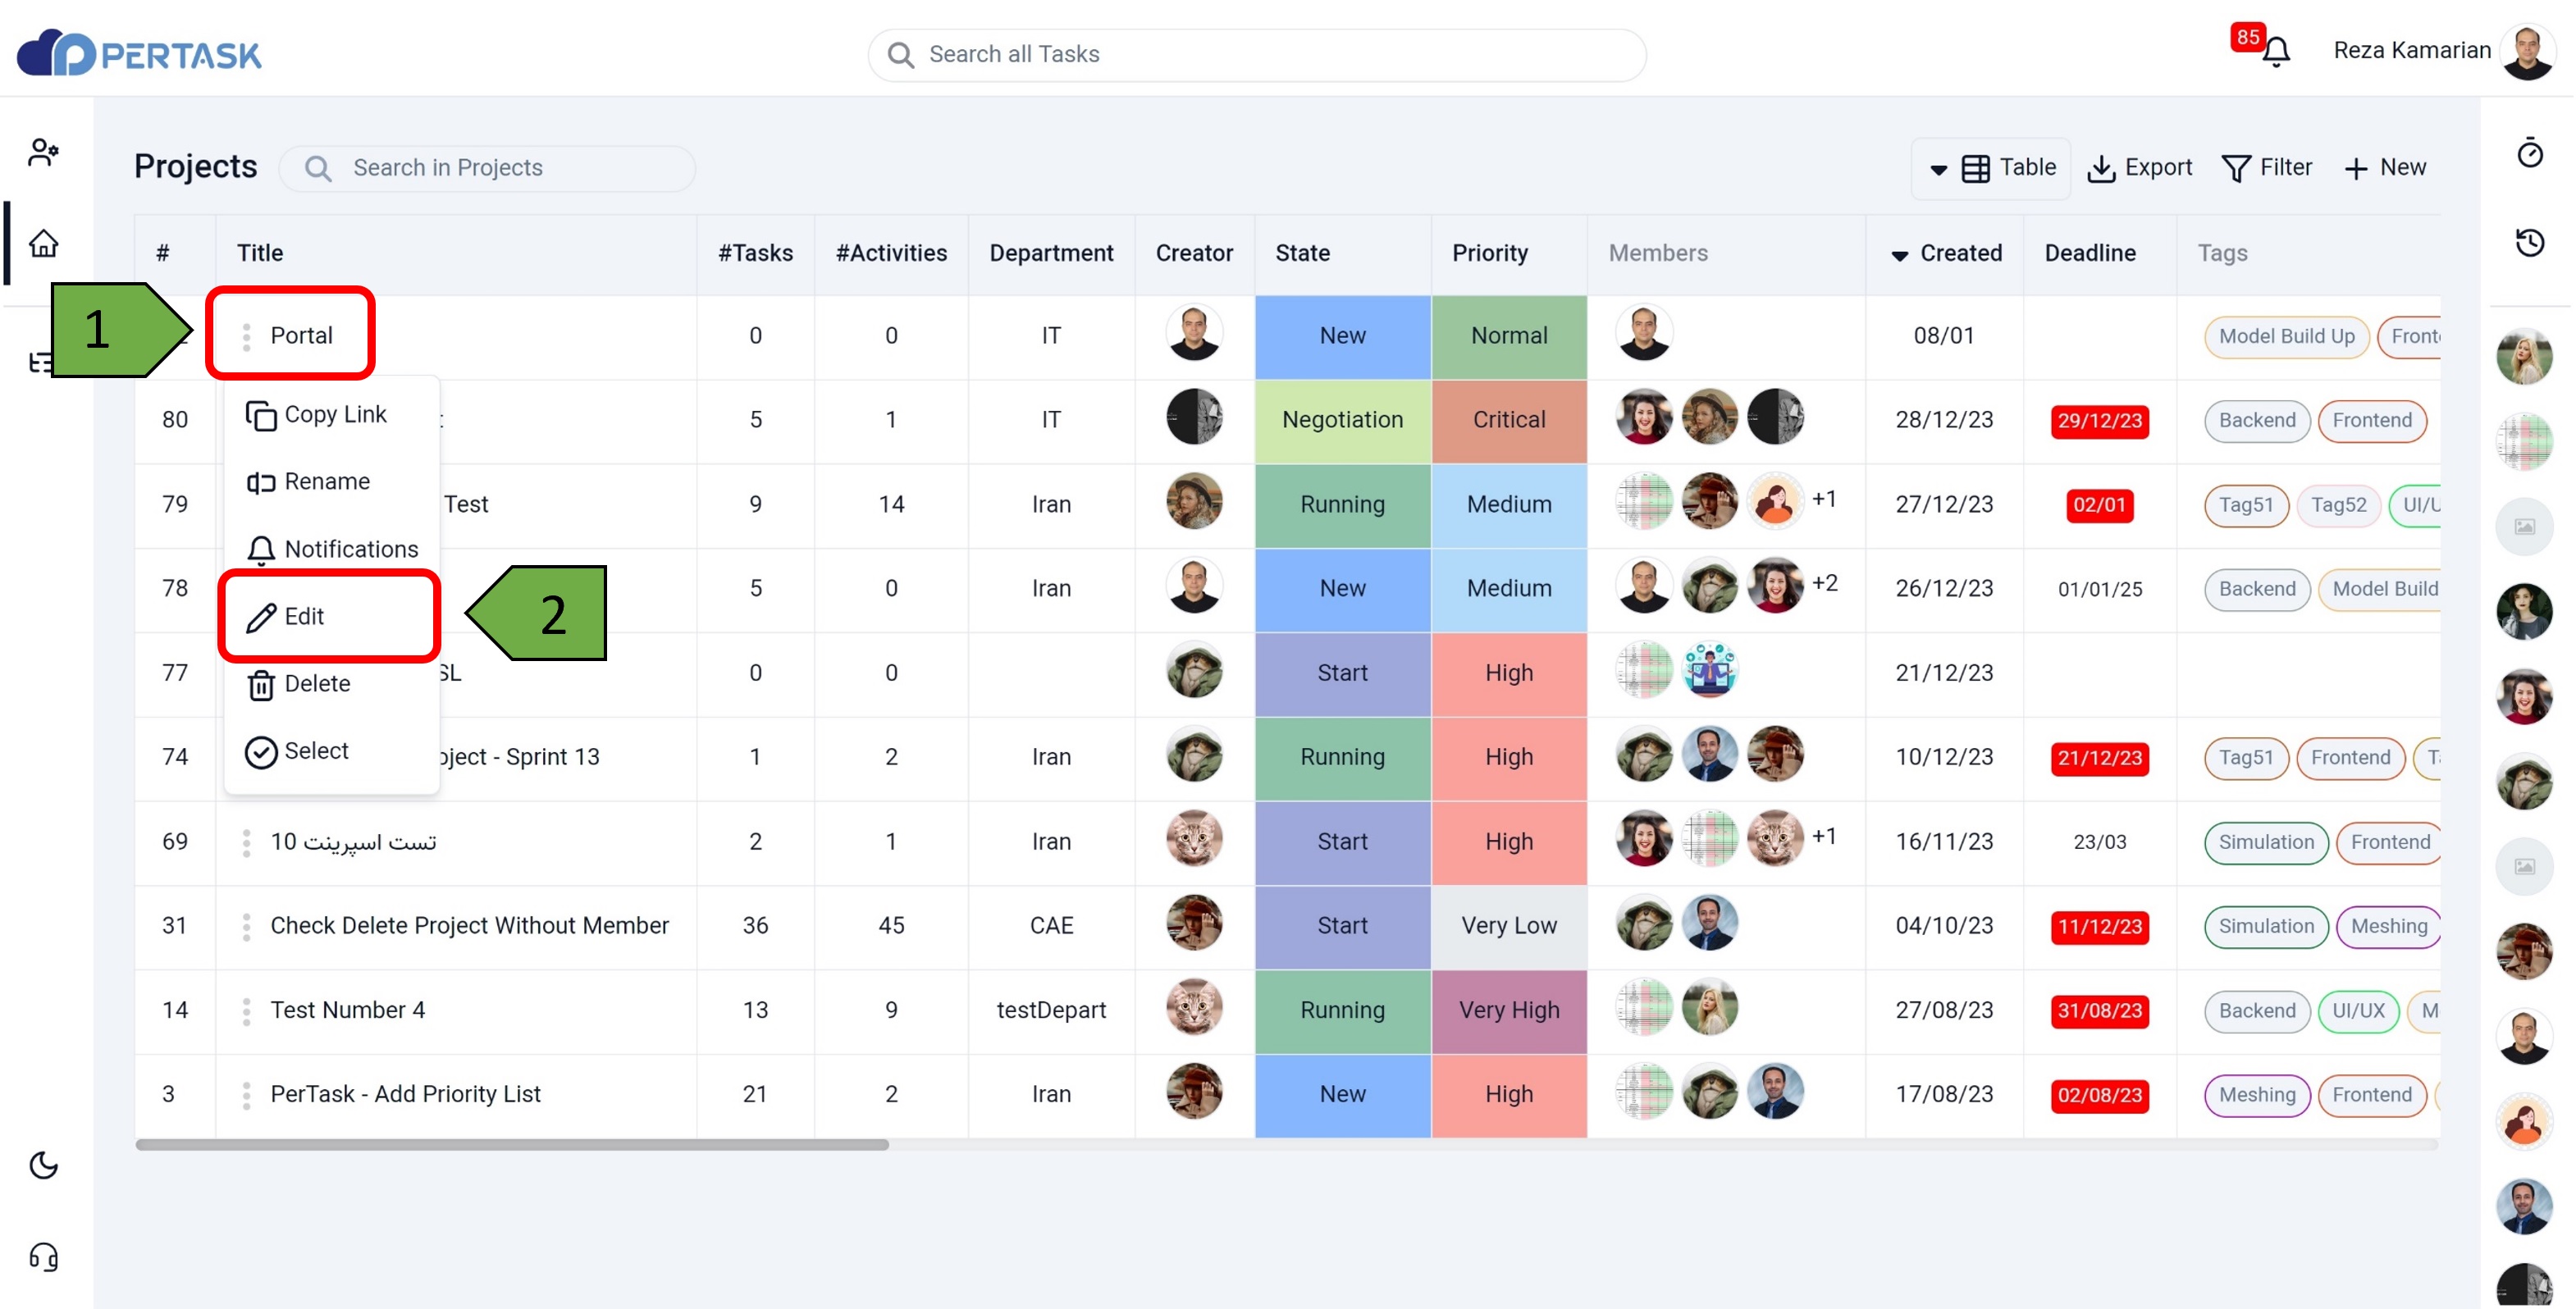 PERTASK
Search all Tasks
85
Reza Kamarian
Projects
Search in Projects
Table
Export
Filter
New
# Title #Tasks #Activities Department Creator State Priority Members Created Deadline Tags
1
Portal 0 0 IT New Normal 08/01 Model Build Up
Copy Link
80 5 1 IT Negotiation Critical 28/12/23 29/12/23 Backend Frontend
Rename
79 Test 9 14 Iran Running Medium +1 27/12/23 02/01 Tag51 Tag52
Notifications
78 5 0 Iran New Medium +2 26/12/23 01/01/25 Backend Model Build
Edit
2
77 SL 0 0 Start High 21/12/23
Delete
Select
74 oject - Sprint 13 1 2 Iran Running High 10/12/23 21/12/23 Tag51 Frontend
69 تست اسپرینت 10 2 1 Iran Start High +1 16/11/23 23/03 Simulation Frontend
31 Check Delete Project Without Member 36 45 CAE Start Very Low 04/10/23 11/12/23 Simulation Meshing
14 Test Number 4 13 9 testDepart Running Very High 27/08/23 31/08/23 Backend UI/UX
3 PerTask - Add Priority List 21 2 Iran New High 17/08/23 02/08/23 Meshing Frontend